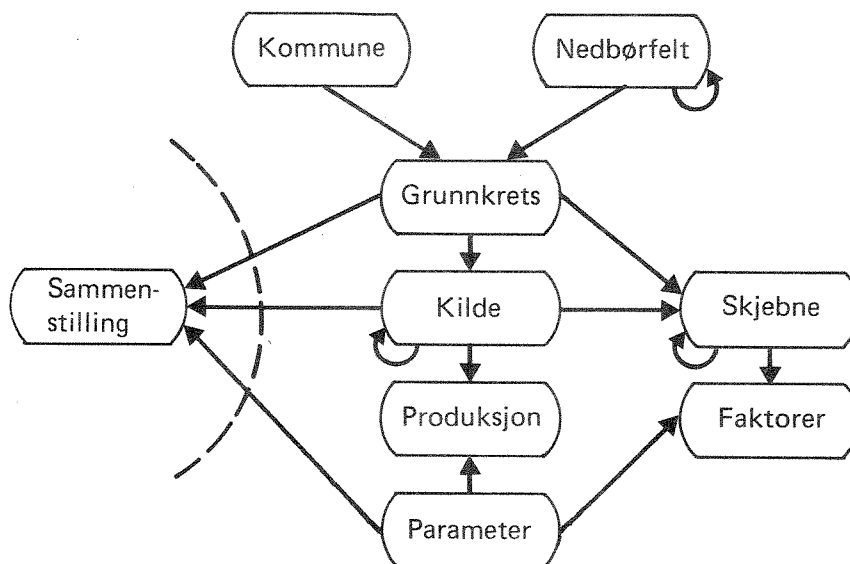 Kommune
Nedbørfelt
Grunnkrets
Sammen-
stilling
Kilde
Skjebne
Produksjon
Faktorer
Parameter